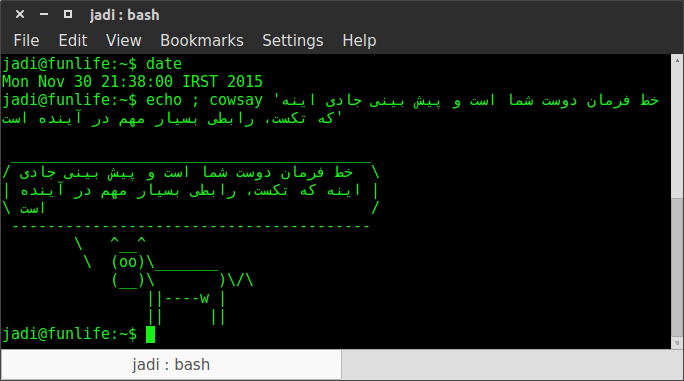 jadi : bash
File Edit View Bookmarks Settings Help
jadi@funlife:~$ date
Mon Nov 30 21:38:00 IRST 2015
jadi@funlife:~$ echo ; cowsay 'خط فرمان دوست شما است و پیش بینی جادی اینه
که تکست، رابطی بسیار مهم در آینده است'
 ________________________________________
/ خط فرمان دوست شما است و پیش بینی جادی  \
| اینه که تکست، رابطی بسیار مهم در آینده |
\ است                                    /
 ----------------------------------------
        \   ^__^
         \  (oo)\_______
            (__)\       )\/\
                ||----w |
                ||     ||
jadi@funlife:~$
jadi : bash